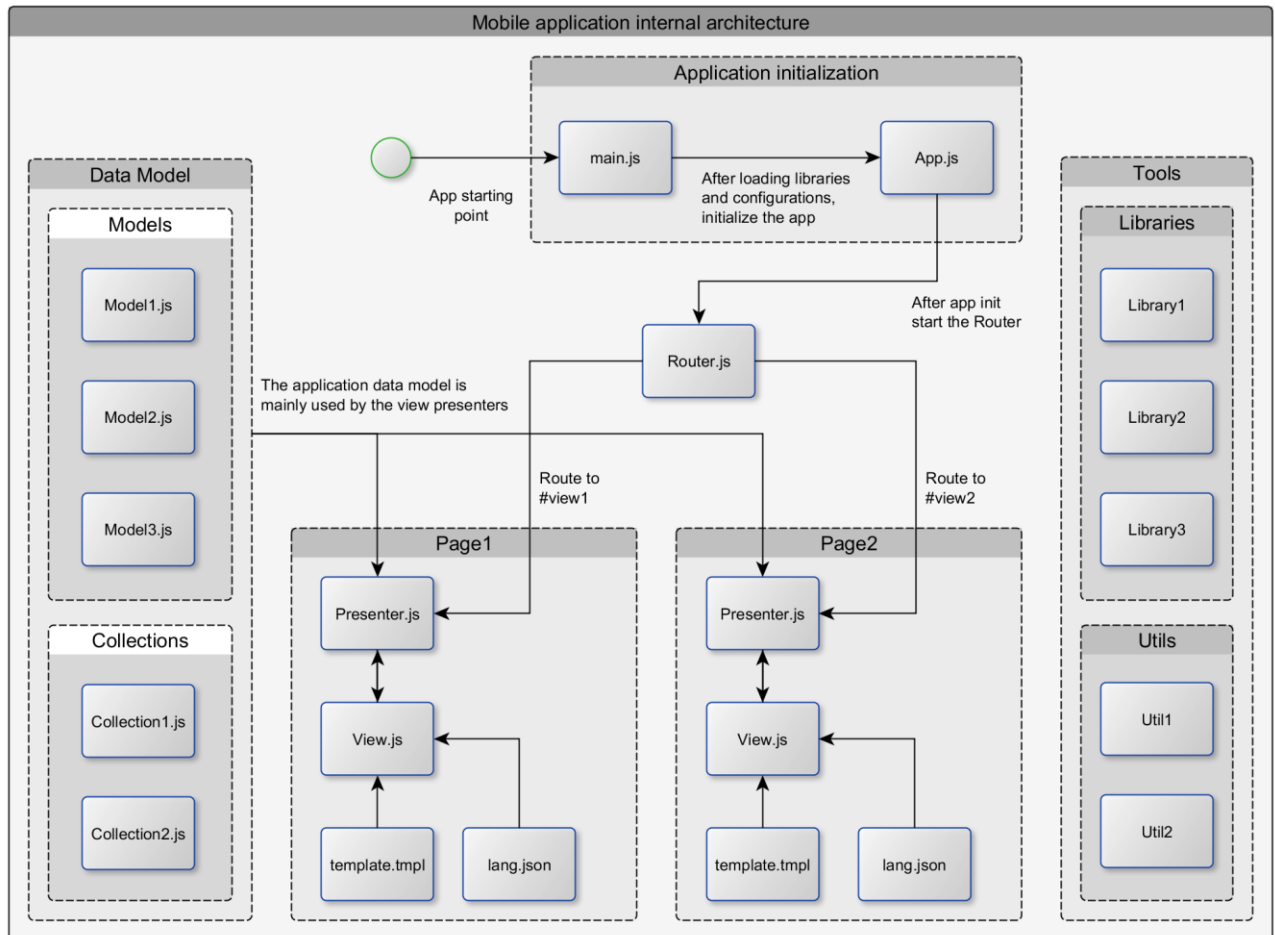 Mobile application internal architecture
Application initialization
main.js
App.js
App starting
point
After loading libraries
and configurations,
initialize the app
After app init
start the Router
Router.js
Data Model
Models
Model1.js
Model2.js
Model3.js
Collections
Collection1.js
Collection2.js
The application data model is
mainly used by the view presenters
Route to
#view1
Route to
#view2
Page1
Presenter.js
View.js
template.tmpl
lang.json
Page2
Presenter.js
View.js
template.tmpl
lang.json
Tools
Libraries
Library1
Library2
Library3
Utils
Util1
Util2